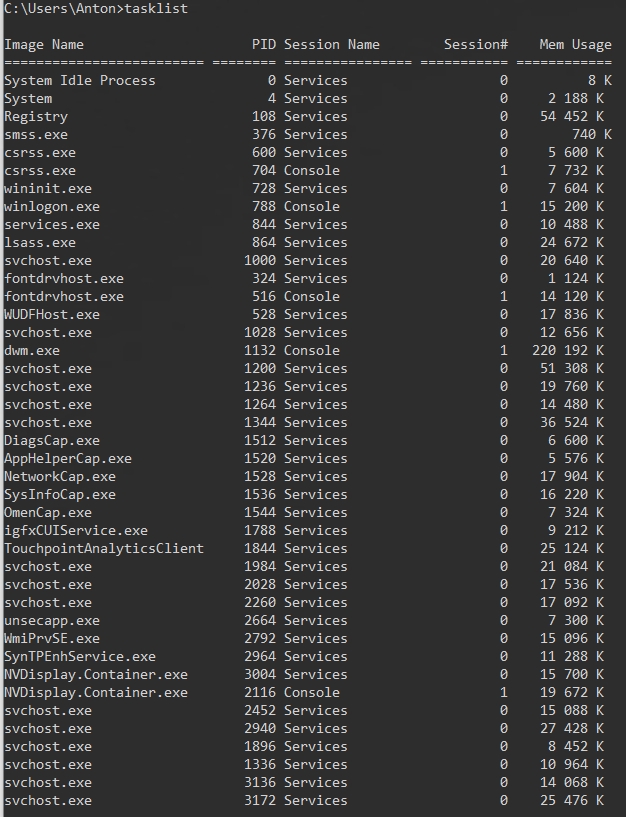 C:\Users\Anton>tasklist

Image Name                     PID Session Name        Session#    Mem Usage
========================= ======== ================ =========== ============
System Idle Process              0 Services                   0          8 K
System                           4 Services                   0      2 188 K
Registry                       108 Services                   0     54 452 K
smss.exe                       376 Services                   0        740 K
csrss.exe                      600 Services                   0      5 600 K
csrss.exe                      704 Console                    1      7 732 K
wininit.exe                    728 Services                   0      7 604 K
winlogon.exe                   788 Console                    1     15 200 K
services.exe                   844 Services                   0     10 488 K
lsass.exe                      864 Services                   0     24 672 K
svchost.exe                   1000 Services                   0     20 640 K
fontdrvhost.exe                324 Services                   0      1 124 K
fontdrvhost.exe                516 Console                    1     14 120 K
WUDFHost.exe                   528 Services                   0     17 836 K
svchost.exe                   1028 Services                   0     12 656 K
dwm.exe                       1132 Console                    1    220 192 K
svchost.exe                   1200 Services                   0     51 308 K
svchost.exe                   1236 Services                   0     19 760 K
svchost.exe                   1264 Services                   0     14 480 K
svchost.exe                   1344 Services                   0     36 524 K
DiagsCap.exe                  1512 Services                   0      6 600 K
AppHelperCap.exe              1520 Services                   0      5 576 K
NetworkCap.exe                1528 Services                   0     17 904 K
SysInfoCap.exe                1536 Services                   0     16 220 K
OmenCap.exe                   1544 Services                   0      7 324 K
igfxCUIService.exe            1788 Services                   0      9 212 K
TouchpointAnalyticsClient     1844 Services                   0     25 124 K
svchost.exe                   1984 Services                   0     21 084 K
svchost.exe                   2028 Services                   0     17 536 K
svchost.exe                   2260 Services                   0     17 092 K
unsecapp.exe                  2664 Services                   0      7 300 K
WmiPrvSE.exe                  2792 Services                   0     15 096 K
SynTPEnhService.exe           2964 Services                   0     11 288 K
NVDisplay.Container.exe       3004 Services                   0     15 700 K
NVDisplay.Container.exe       2116 Console                    1     19 672 K
svchost.exe                   2452 Services                   0     15 088 K
svchost.exe                   2940 Services                   0     27 428 K
svchost.exe                   1896 Services                   0      8 452 K
svchost.exe                   1336 Services                   0     10 964 K
svchost.exe                   3136 Services                   0     14 068 K
svchost.exe                   3172 Services                   0     25 476 K